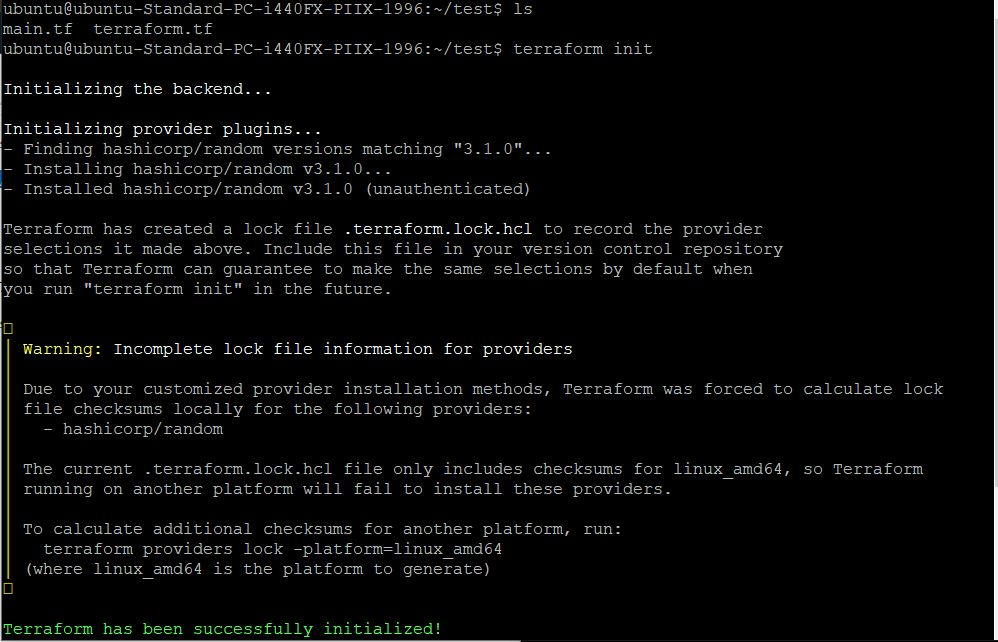 ubuntu@ubuntu-Standard-PC-i440FX-PIIX-1996:~/test$ ls
main.tf  terraform.tf
ubuntu@ubuntu-Standard-PC-i440FX-PIIX-1996:~/test$ terraform init
Initializing the backend...
Initializing provider plugins...
- Finding hashicorp/random versions matching "3.1.0"...
- Installing hashicorp/random v3.1.0...
- Installed hashicorp/random v3.1.0 (unauthenticated)
Terraform has created a lock file .terraform.lock.hcl to record the provider
selections it made above. Include this file in your version control repository
so that Terraform can guarantee to make the same selections by default when
you run "terraform init" in the future.
Warning: Incomplete lock file information for providers
Due to your customized provider installation methods, Terraform was forced to calculate lock
file checksums locally for the following providers:
- hashicorp/random
The current .terraform.lock.hcl file only includes checksums for linux_amd64, so Terraform
running on another platform will fail to install these providers.
To calculate additional checksums for another platform, run:
terraform providers lock -platform=linux_amd64
(where linux_amd64 is the platform to generate)
Terraform has been successfully initialized!